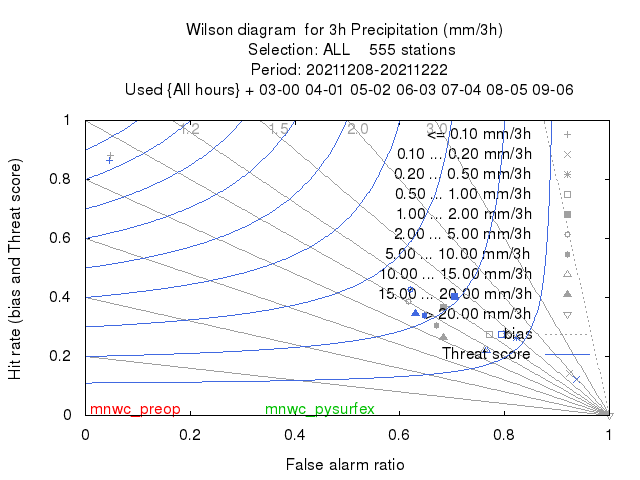 Wilson diagram for 3h Precipitation (mm/3h)
Selection: ALL 555 stations
Period: 20211208-20211222
Used {All hours} + 03-00 04-01 05-02 06-03 07-04 08-05 09-06
Hit rate (bias and Threat score)
1
0.8
0.6
0.4
0.2
0
1.2
1.5
2.0
3.0
<= 0.10 mm/3h
0.10 ... 0.20 mm/3h
0.20 ... 0.50 mm/3h
0.50 ... 1.00 mm/3h
1.00 ... 2.00 mm/3h
2.00 ... 5.00 mm/3h
5.00 ... 10.00 mm/3h
10.00 ... 15.00 mm/3h
15.00 ... 20.00 mm/3h
> 20.00 mm/3h
bias
Threat score
mnwc_preop
mnwc_pysurfex
0 0.2 0.4 0.6 0.8 1
False alarm ratio